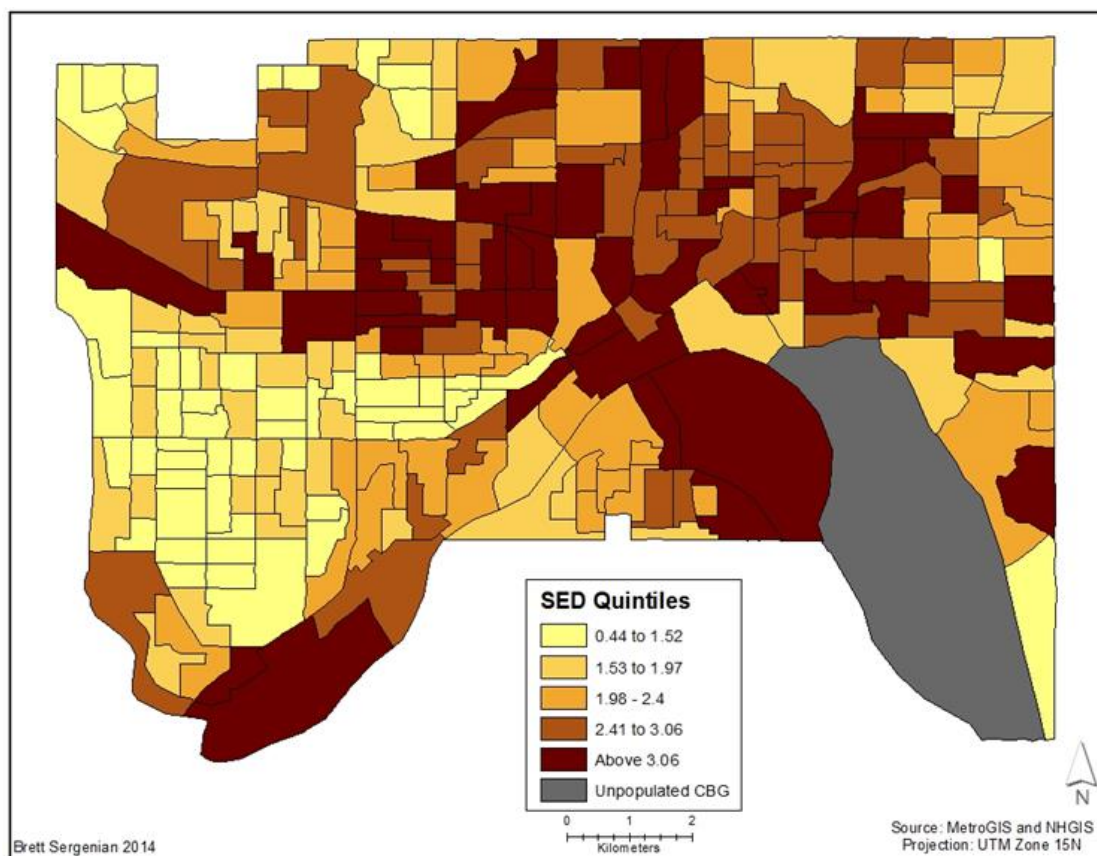 SED Quintiles
0.44 to 1.52
1.53 to 1.97
1.98 - 2.4
2.41 to 3.06
Above 3.06
Unpopulated CBG
0 1 2
Kilometers
N
Brett Sergenian 2014
Source: MetroGIS and NHGIS
Projection: UTM Zone 15N